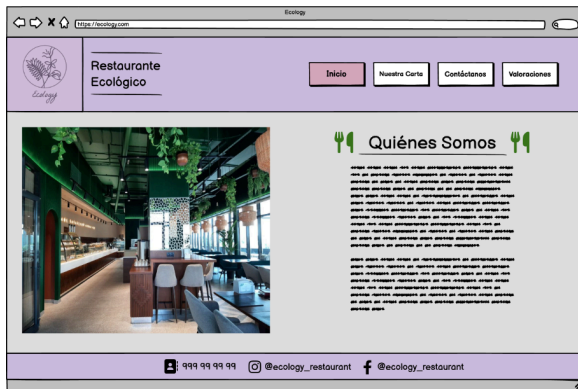 Ecology
https://ecology.com
Ecology
Restaurante
Ecológico
Inicio
Nuestra Carta
Contáctanos
Valoraciones
Quiénes Somos
999 99 99 99
@ecology_restaurant
@ecology_restaurant